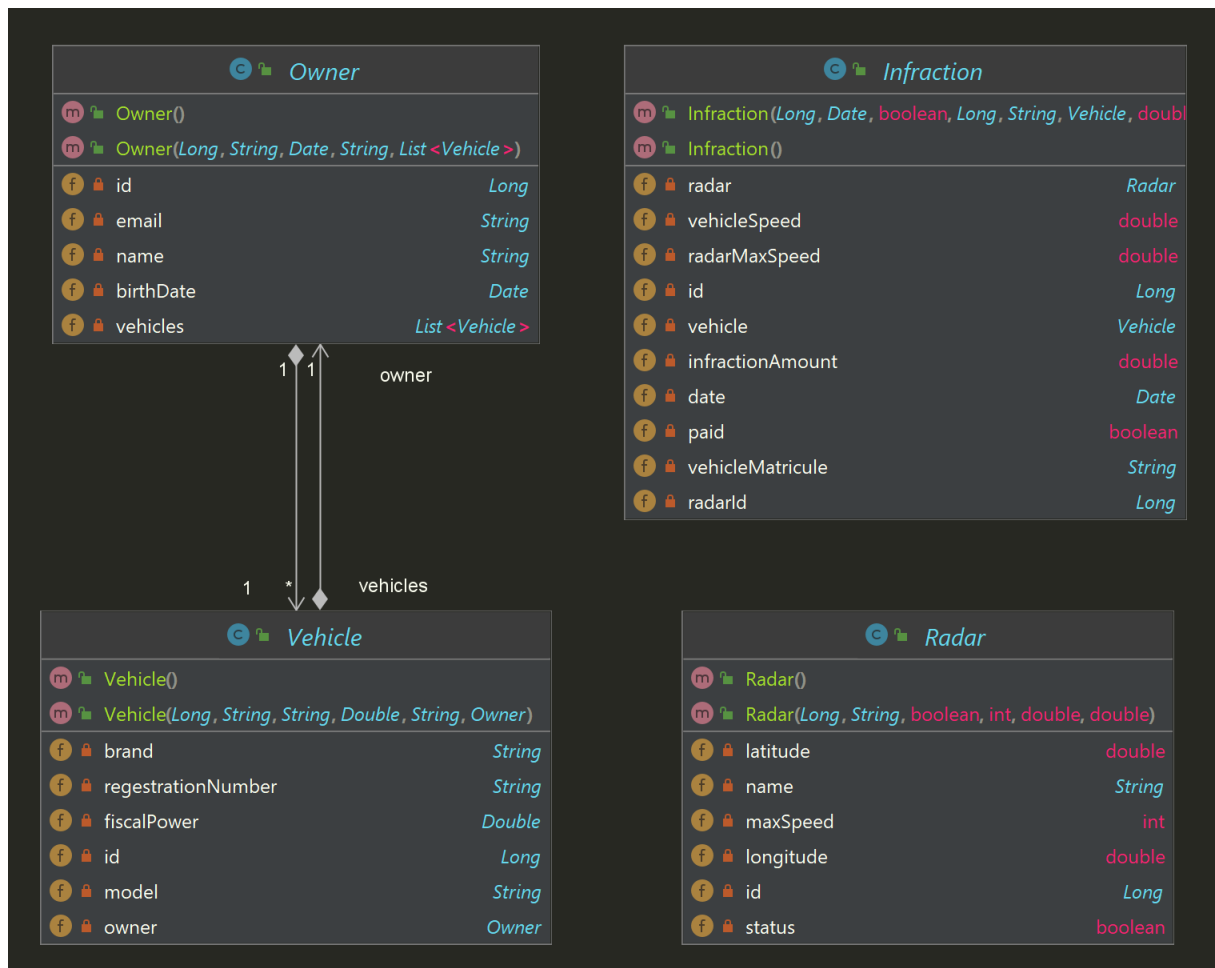 Owner
Owner()
Owner(Long, String, Date, String, List<Vehicle>)
id Long
email String
name String
birthDate Date
vehicles List<Vehicle>
Infraction
Infraction(Long, Date, boolean, Long, String, Vehicle, doubl
Infraction()
radar Radar
vehicleSpeed double
radarMaxSpeed double
id Long
vehicle Vehicle
infractionAmount double
date Date
paid boolean
vehicleMatricule String
radarId Long
1 1
owner
1 *
vehicles
Vehicle
Vehicle()
Vehicle(Long, String, String, Double, String, Owner)
brand String
regestrationNumber String
fiscalPower Double
id Long
model String
owner Owner
Radar
Radar()
Radar(Long, String, boolean, int, double, double)
latitude double
name String
maxSpeed int
longitude double
id Long
status boolean